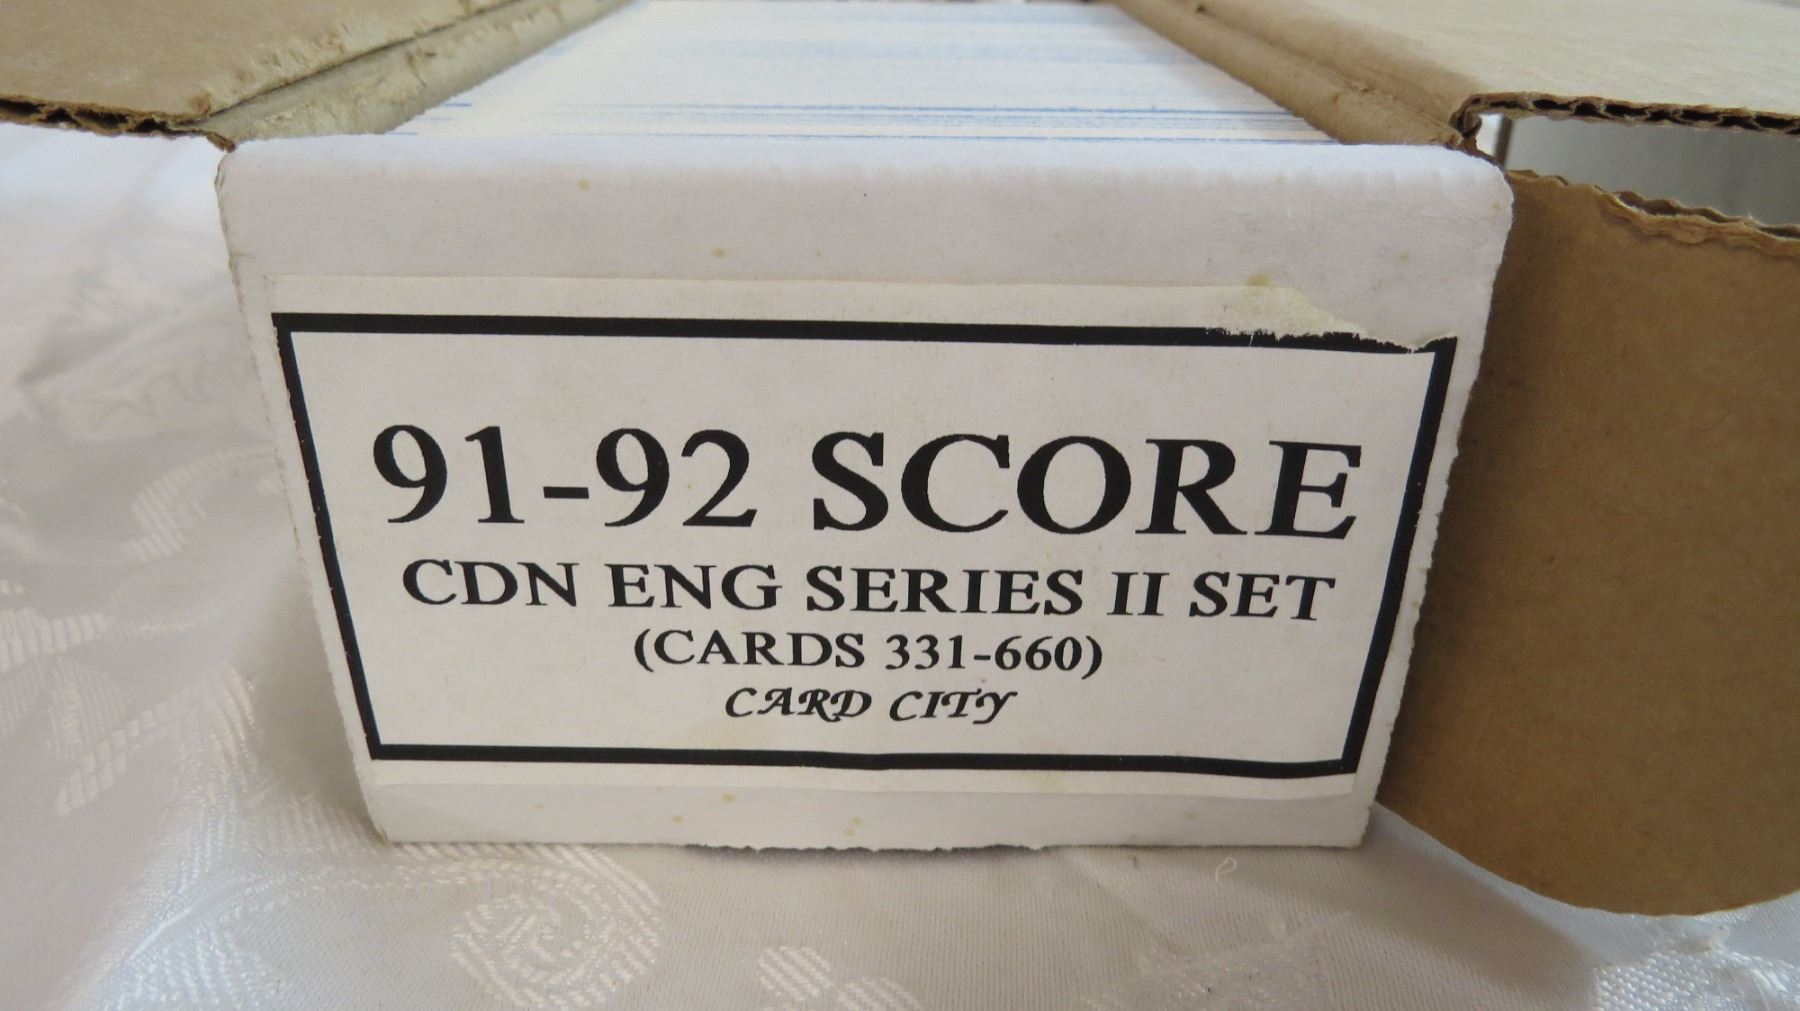 91-92 SCORE
CDN ENG SERIES II SET
(CARDS 331-660)
CARD CITY